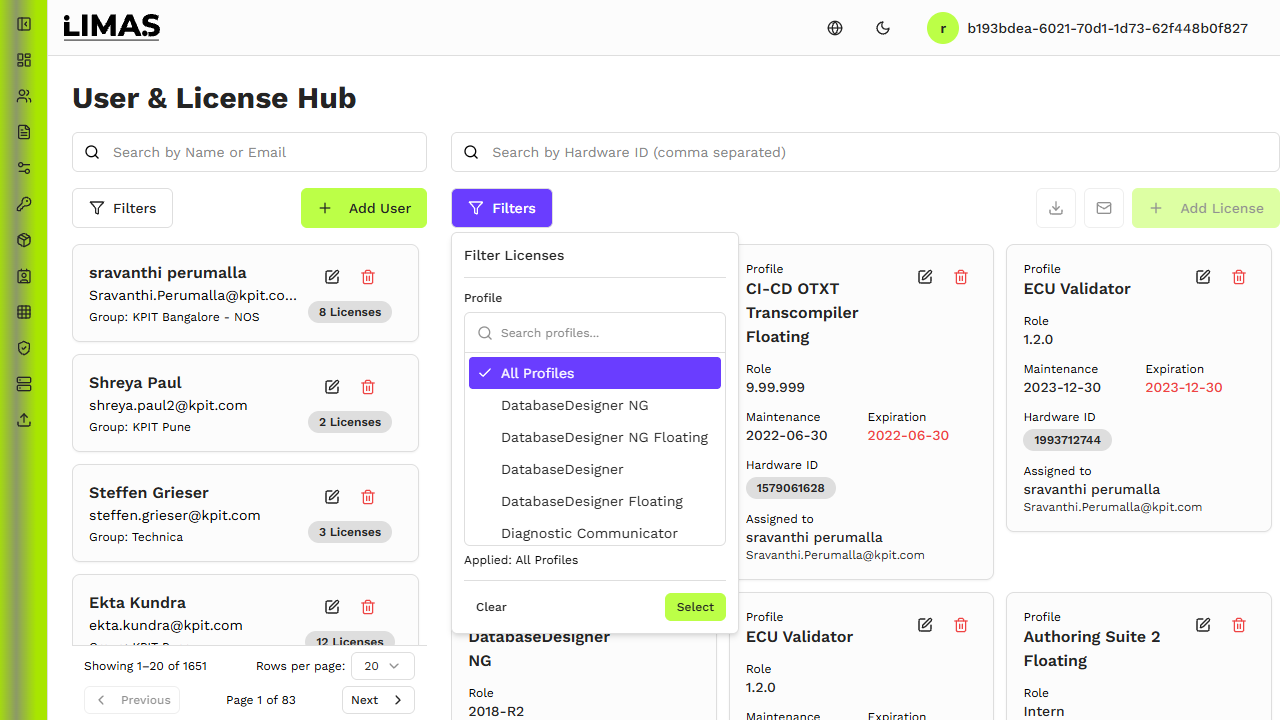 LIMAS
r
b193bdea-6021-70d1-1d73-62f448b0f827
User & License Hub
Search by Name or Email
Search by Hardware ID (comma separated)
Filters
Add User
Filters
Add License
sravanthi perumalla
Sravanthi.Perumalla@kpit.co...
Group: KPIT Bangalore - NOS
8 Licenses
Shreya Paul
shreya.paul2@kpit.com
Group: KPIT Pune
2 Licenses
Steffen Grieser
steffen.grieser@kpit.com
Group: Technica
3 Licenses
Ekta Kundra
ekta.kundra@kpit.com
12 Licenses
Showing 1–20 of 1651
Rows per page:
20
Previous
Page 1 of 83
Next
Filter Licenses
Profile
Search profiles...
All Profiles
DatabaseDesigner NG
DatabaseDesigner NG Floating
DatabaseDesigner
DatabaseDesigner Floating
Diagnostic Communicator
Applied: All Profiles
Clear
Select
Profile
CI-CD OTXT
Transcompiler
Floating
Role
9.99.999
Maintenance
Expiration
2022-06-30
2022-06-30
Hardware ID
1579061628
Assigned to
sravanthi perumalla
Sravanthi.Perumalla@kpit.com
Profile
ECU Validator
Role
1.2.0
Maintenance
Expiration
2023-12-30
2023-12-30
Hardware ID
1993712744
Assigned to
sravanthi perumalla
Sravanthi.Perumalla@kpit.com
DatabaseDesigner
NG
Role
2018-R2
Profile
ECU Validator
Role
1.2.0
Maintenance
Expiration
Profile
Authoring Suite 2
Floating
Role
Intern